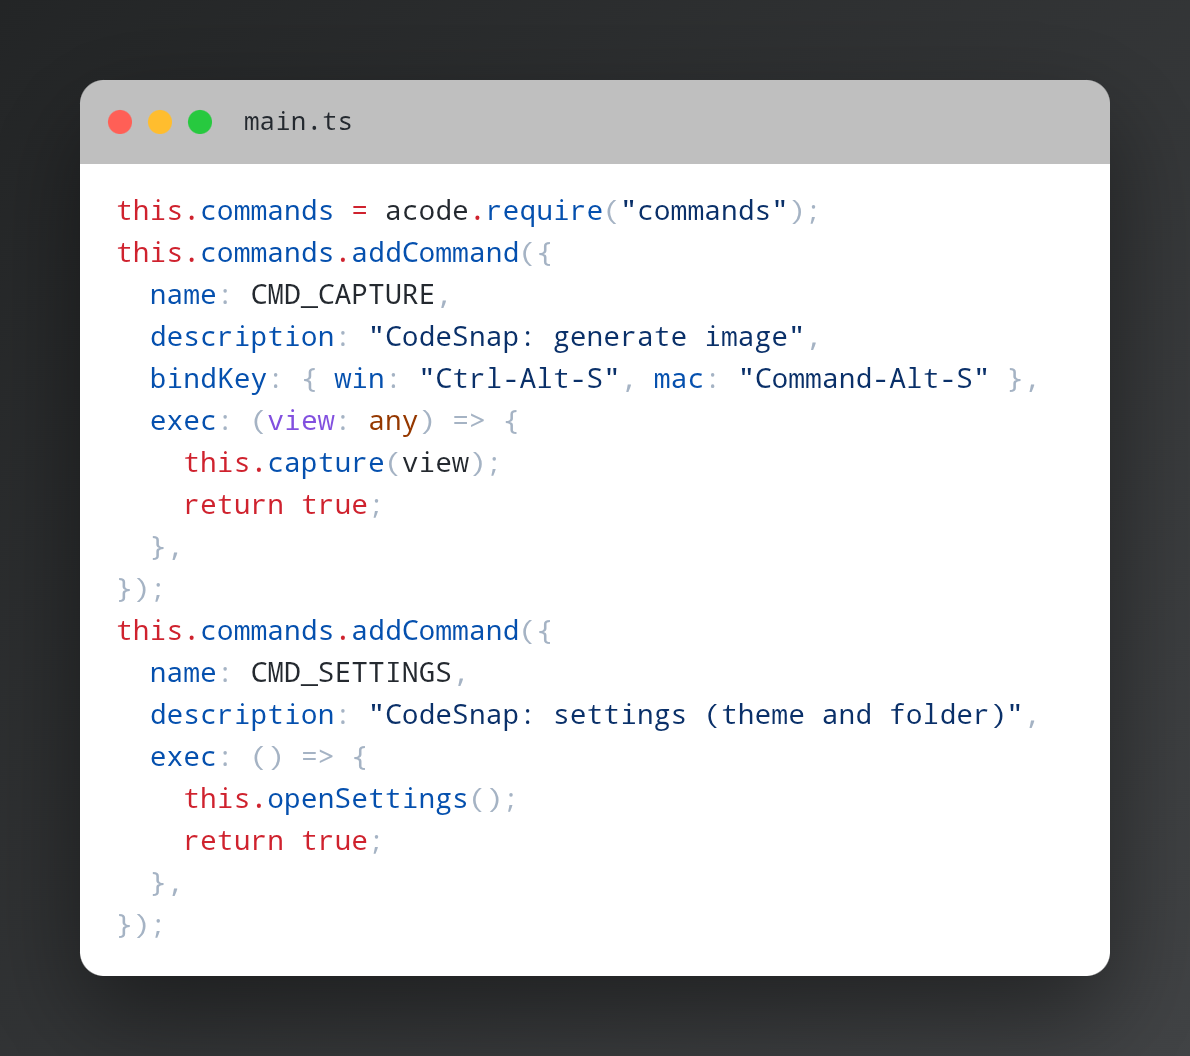 main.ts
this.commands = acode.require("commands");
this.commands.addCommand({
  name: CMD_CAPTURE,
  description: "CodeSnap: generate image",
  bindKey: { win: "Ctrl-Alt-S", mac: "Command-Alt-S" },
  exec: (view: any) => {
    this.capture(view);
    return true;
  },
});
this.commands.addCommand({
  name: CMD_SETTINGS,
  description: "CodeSnap: settings (theme and folder)",
  exec: () => {
    this.openSettings();
    return true;
  },
});